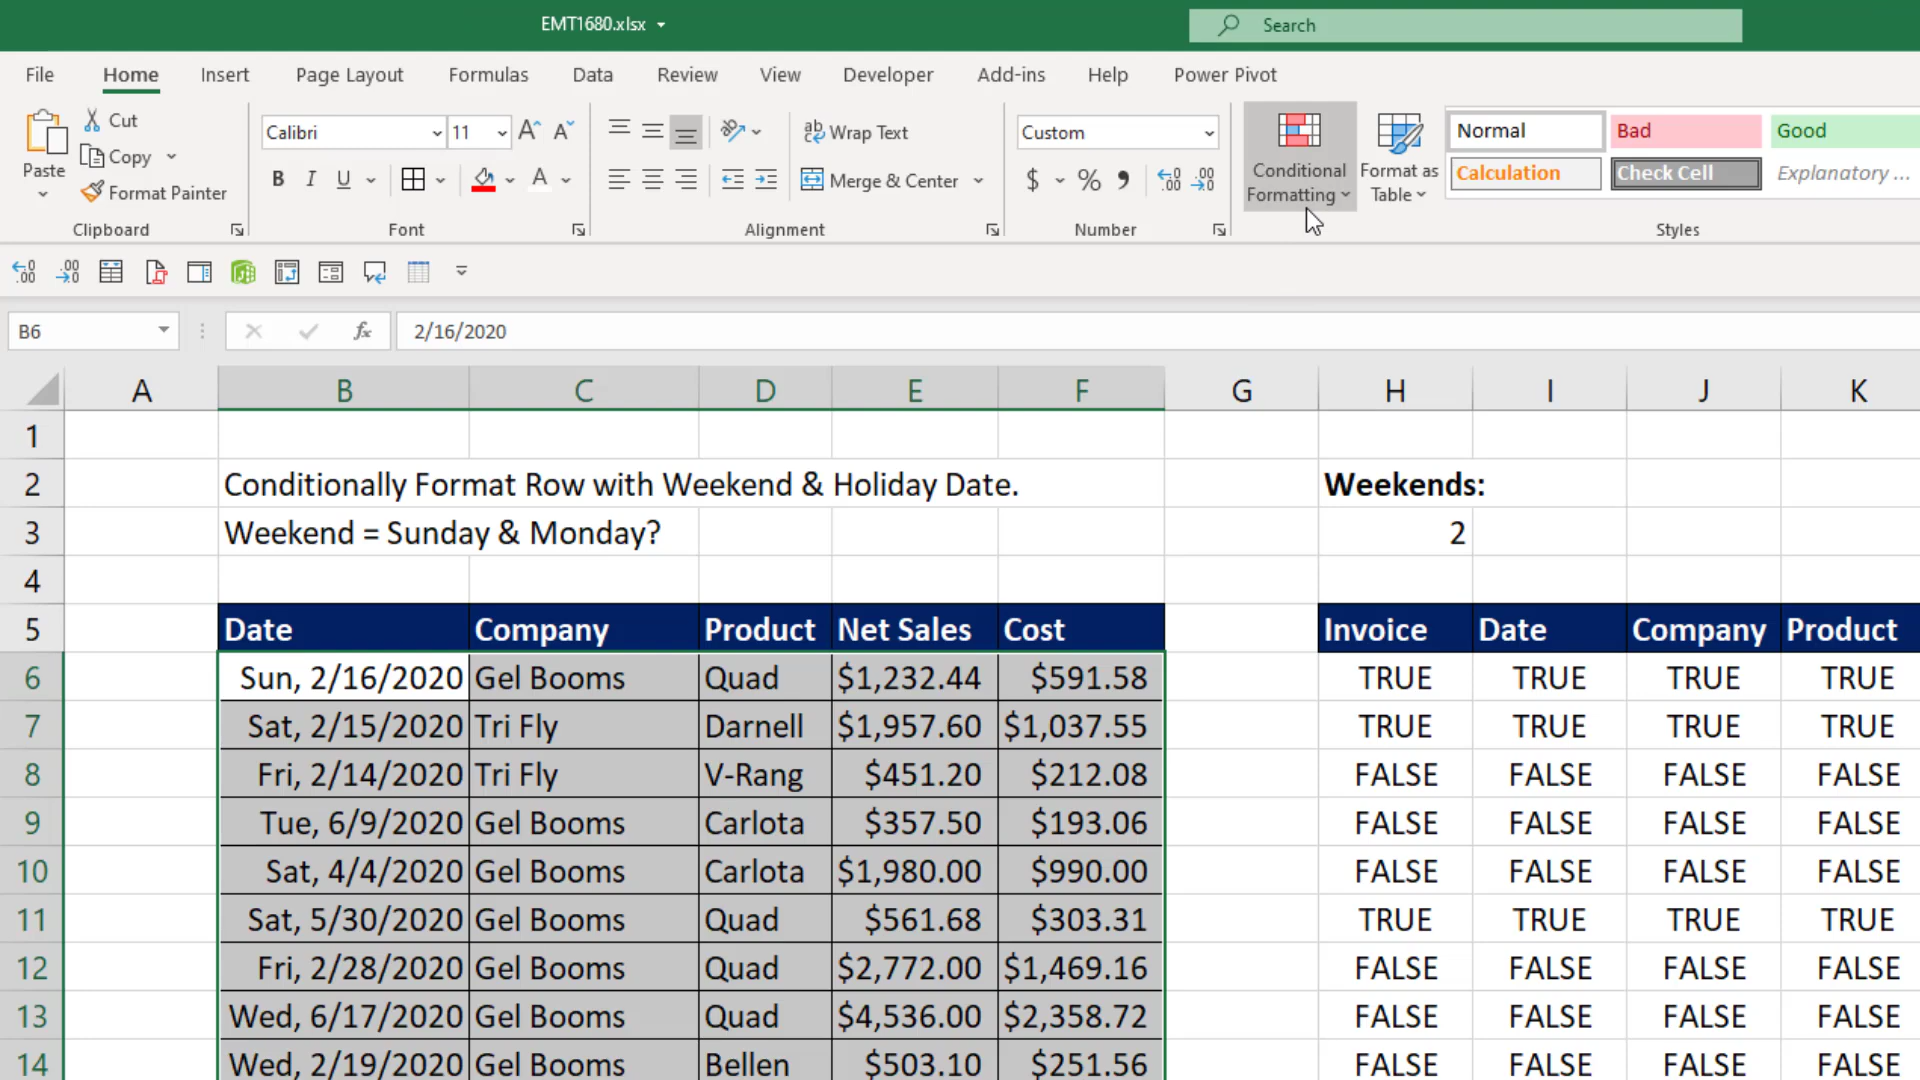 EMT1680.xlsx
Search
File Home Insert Page Layout Formulas Data Review View Developer Add-ins Help Power Pivot
Paste
Cut
Copy
Format Painter
Clipboard
Calibri 11
B I U
Font
Wrap Text
Merge & Center
Alignment
Custom
$ % 9 .00 .00
Number
Conditional Formatting
Format as Table
Normal Bad Good
Calculation Check Cell Explanatory ...
Styles
B6 fx 2/16/2020
A B C D E F G H I J K
1
2 Conditionally Format Row with Weekend & Holiday Date. Weekends:
3 Weekend = Sunday & Monday? 2
4
5 Date Company Product Net Sales Cost Invoice Date Company Product
6 Sun, 2/16/2020 Gel Booms Quad $1,232.44 $591.58 TRUE TRUE TRUE TRUE
7 Sat, 2/15/2020 Tri Fly Darnell $1,957.60 $1,037.55 TRUE TRUE TRUE TRUE
8 Fri, 2/14/2020 Tri Fly V-Rang $451.20 $212.08 FALSE FALSE FALSE FALSE
9 Tue, 6/9/2020 Gel Booms Carlota $357.50 $193.06 FALSE FALSE FALSE FALSE
10 Sat, 4/4/2020 Gel Booms Carlota $1,980.00 $990.00 FALSE FALSE FALSE FALSE
11 Sat, 5/30/2020 Gel Booms Quad $561.68 $303.31 TRUE TRUE TRUE TRUE
12 Fri, 2/28/2020 Gel Booms Quad $2,772.00 $1,469.16 FALSE FALSE FALSE FALSE
13 Wed, 6/17/2020 Gel Booms Quad $4,536.00 $2,358.72 FALSE FALSE FALSE FALSE
14 Wed, 2/19/2020 Gel Booms Bellen $503.10 $251.56 FALSE FALSE FALSE FALSE